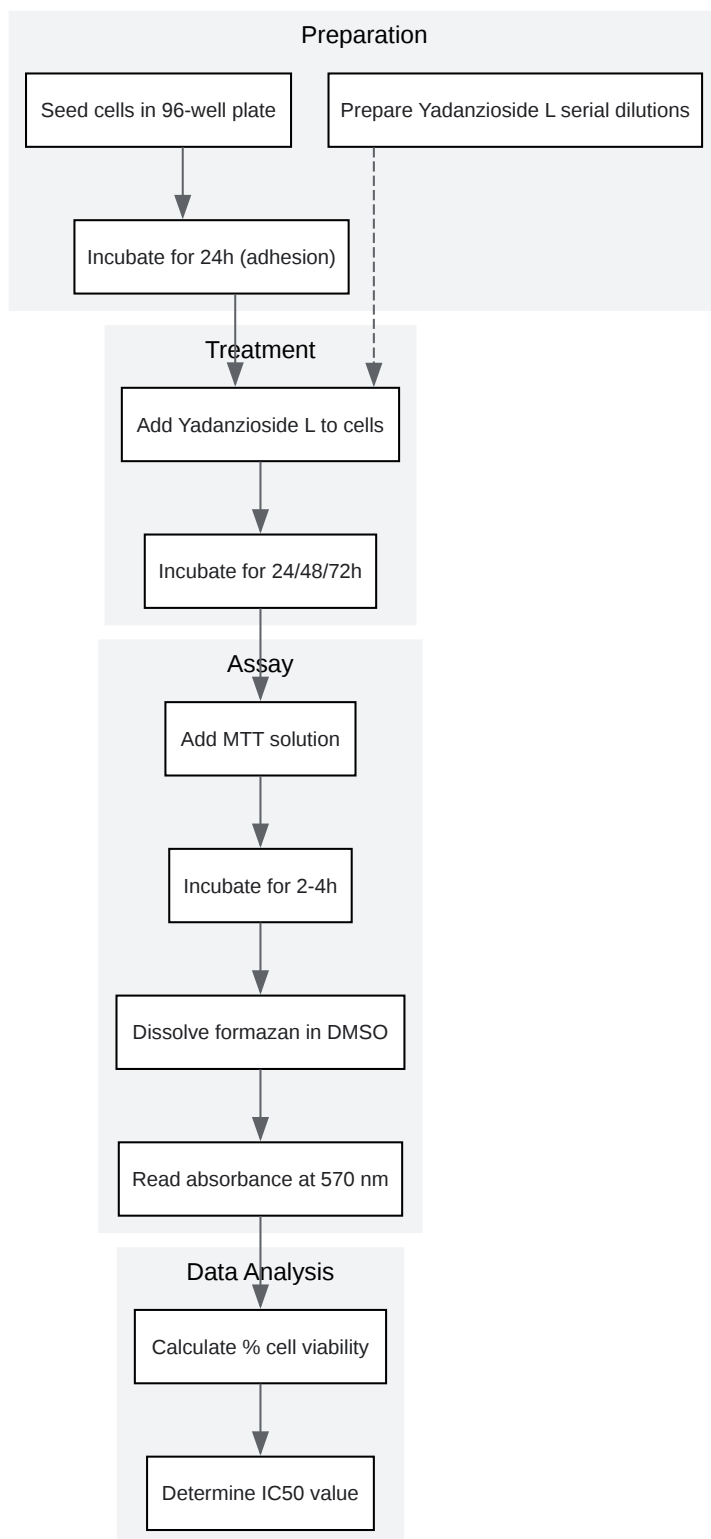 Preparation
Seed cells in 96-well plate
Prepare Yadanzioside L serial dilutions
Incubate for 24h (adhesion)
Treatment
Add Yadanzioside L to cells
Incubate for 24/48/72h
Assay
Add MTT solution
Incubate for 2-4h
Dissolve formazan in DMSO
Read absorbance at 570 nm
Data Analysis
Calculate % cell viability
Determine IC50 value